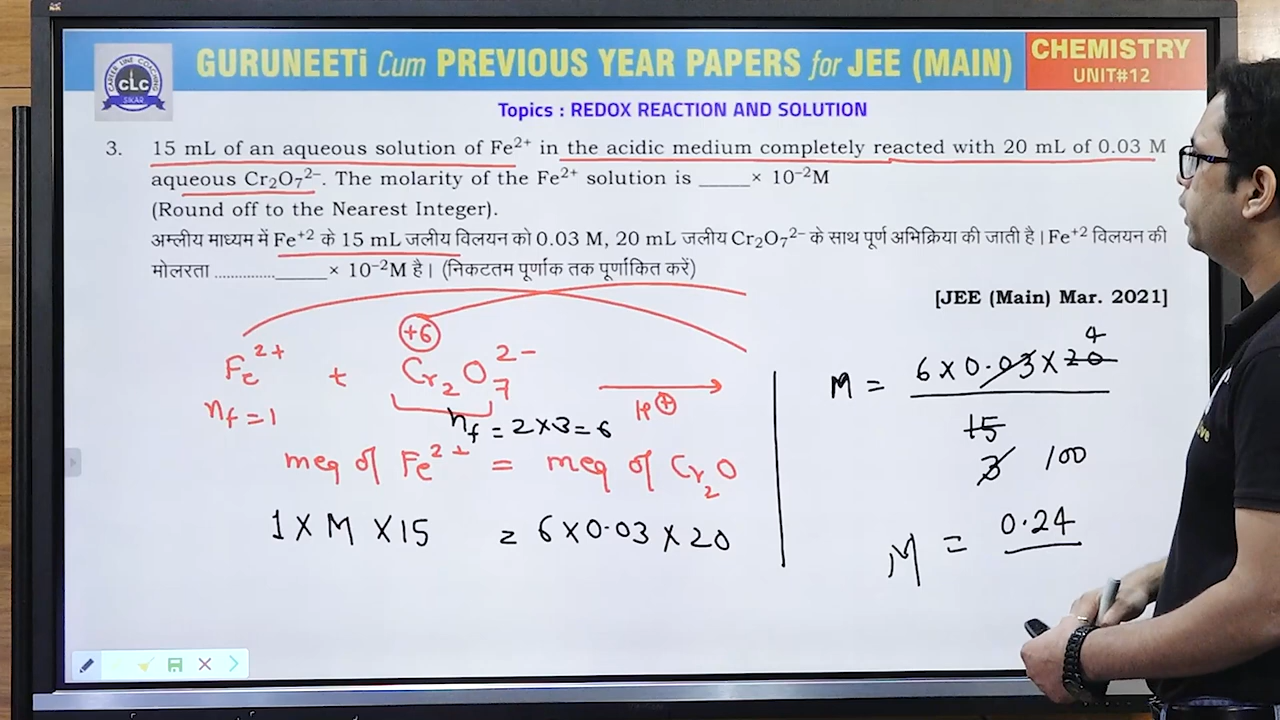 GURUNEETi Cum PREVIOUS YEAR PAPERS for JEE (MAIN)
CHEMISTRY
UNIT#12
CAREER LINE COACHING
CLC
SIKAR
Topics : REDOX REACTION AND SOLUTION
3. 15 mL of an aqueous solution of Fe²⁺ in the acidic medium completely reacted with 20 mL of 0.03 M
aqueous Cr₂O₇²⁻. The molarity of the Fe²⁺ solution is _____× 10⁻²M
(Round off to the Nearest Integer).
अम्लीय माध्यम में Fe⁺² के 15 mL जलीय विलयन को 0.03 M, 20 mL जलीय Cr₂O₇²⁻ के साथ पूर्ण अभिक्रिया की जाती है। Fe⁺² विलयन की
मोलरता ..............._____× 10⁻²M है। (निकटतम पूर्णांक तक पूर्णांकित करें)
[JEE (Main) Mar. 2021]
+6
Fe²⁺ + Cr₂O₇²⁻
H⊕
nf = 1
nf = 2×3 = 6
meq of Fe²⁺ = meq of Cr₂O
1 × M × 15 = 6 × 0.03 × 20
4
M = 6 × 0.03 × 20
15
3 100
M = 0.24